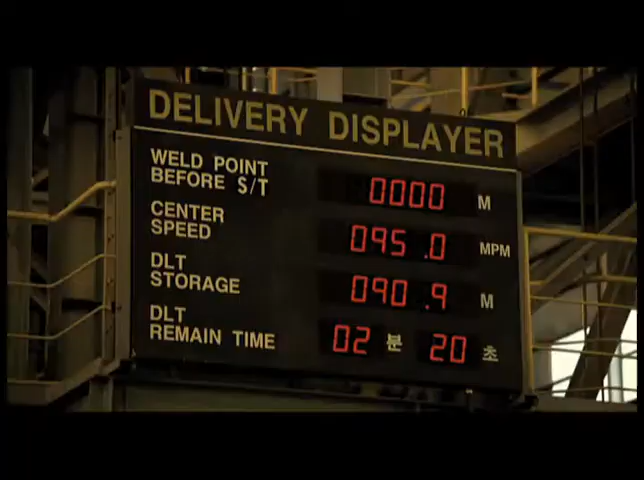 DELIVERY DISPLAYER
WELD POINT
BEFORE S/T 0000 M
CENTER
SPEED 095.0 MPM
DLT
STORAGE 090.9 M
DLT
REMAIN TIME 02 분 20 초